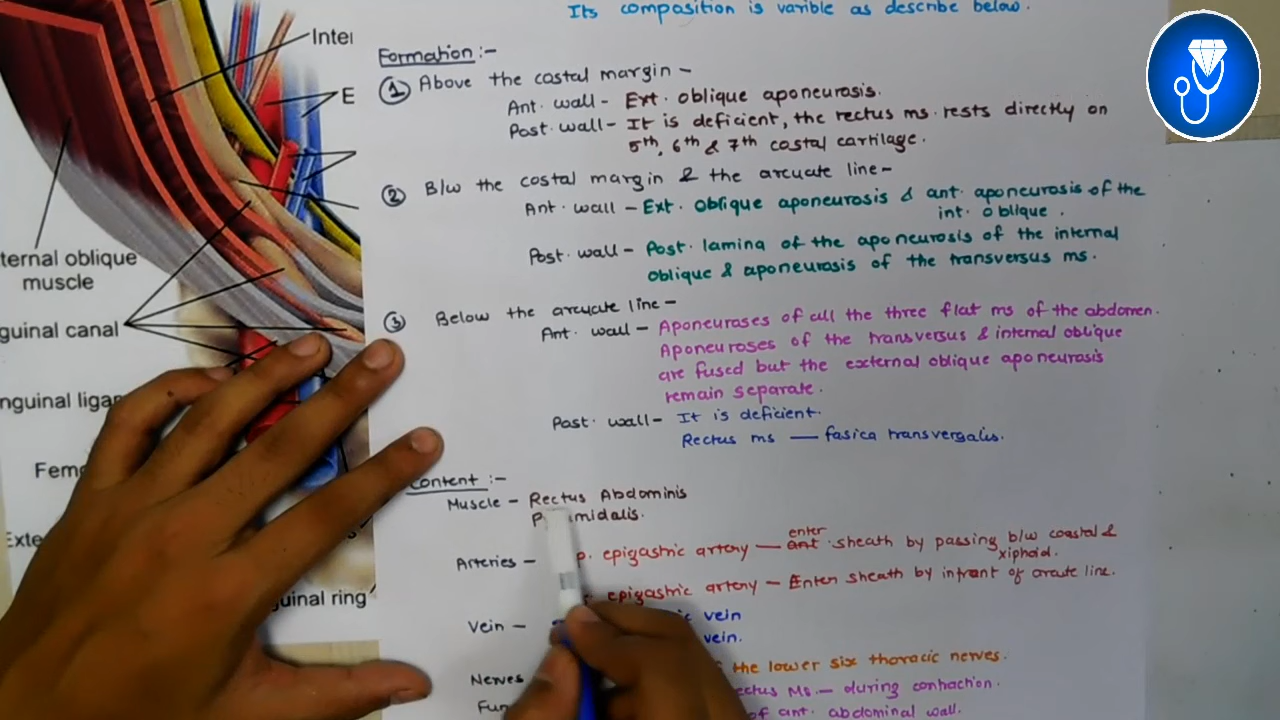 Its composition is varible as describe below.
Formation :-
① Above the costal margin -
Ant. wall - Ext. oblique aponeurosis.
Post. wall - It is deficient, the rectus ms. rests directly on
5th, 6th & 7th costal cartilage.
② B/w the costal margin & the arcuate line -
Ant. wall - Ext. oblique aponeurosis & ant. aponeurosis of the
int. oblique.
Post. wall - Post. lamina of the aponeurosis of the internal
oblique & aponeurosis of the transversus ms.
③ Below the arcuate line -
Ant. wall - Aponeuroses of all the three flat ms of the abdomen.
Aponeuroses of the transversus & internal oblique
are fused but the external oblique aponeurosis
remain separate.
Post. wall - It is deficient.
Rectus ms — fasica transversalis.
Content :-
Muscle - Rectus Abdominis
midalis.
Arteries - p. epigastric artery — enter ant. sheath by passing b/w coastal &
xiphoid.
epigastric artery - Enter sheath by infront of arcute line.
Vein - ic vein
vein.
Nerves the lower six thoracic nerves.
Fun ectus Ms. - during conhaction.
of ant. abdominal wall.
Inter
E
ternal oblique
muscle
guinal canal
nguinal liga
Femo
Exte
guinal ring